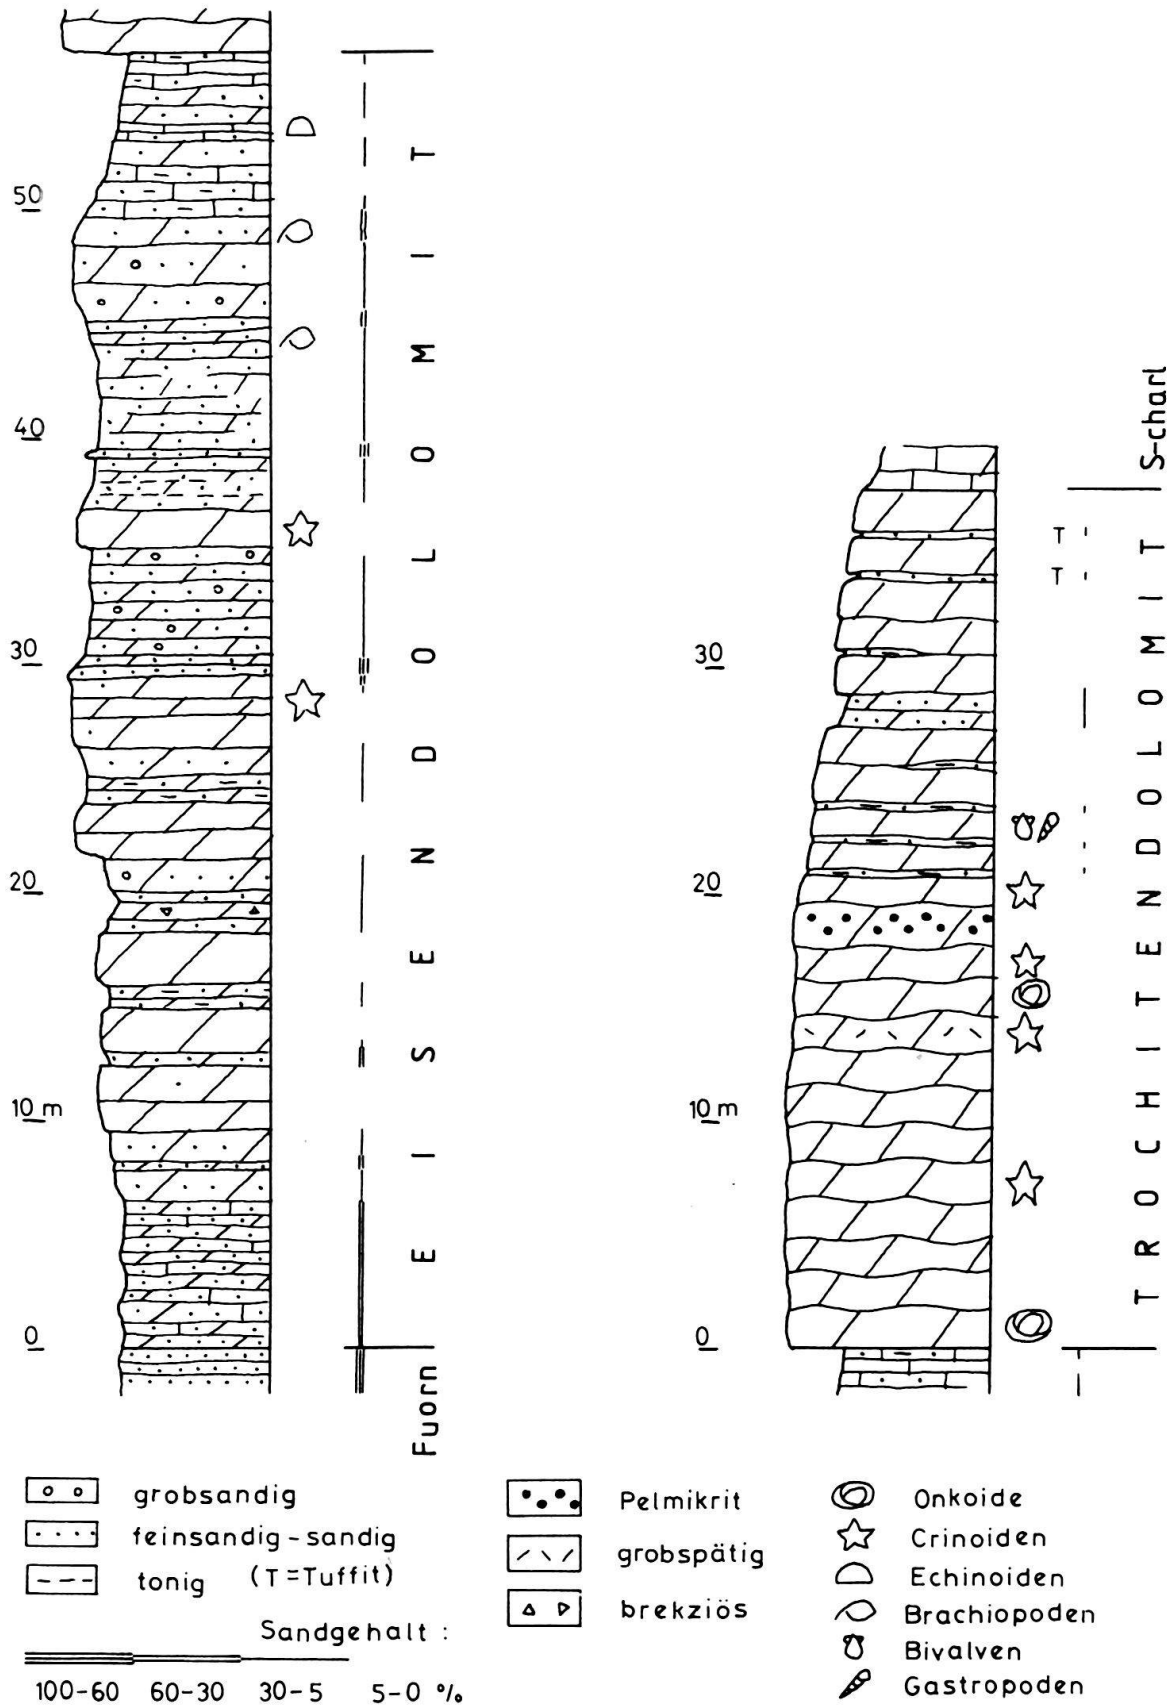 50
40
30
20
10 m
0
EISENDOLOMIT
Fuorn
30
20
10 m
0
S-charl
T
T
TROCHITENDOLOMIT
grobsandig
feinsandig - sandig
tonig (T=Tuffit)
Sandgehalt :
100-60 60-30 30-5 5-0 %
Pelmikrit
grobspätig
brekziös
Onkoide
Crinoiden
Echinoiden
Brachiopoden
Bivalven
Gastropoden